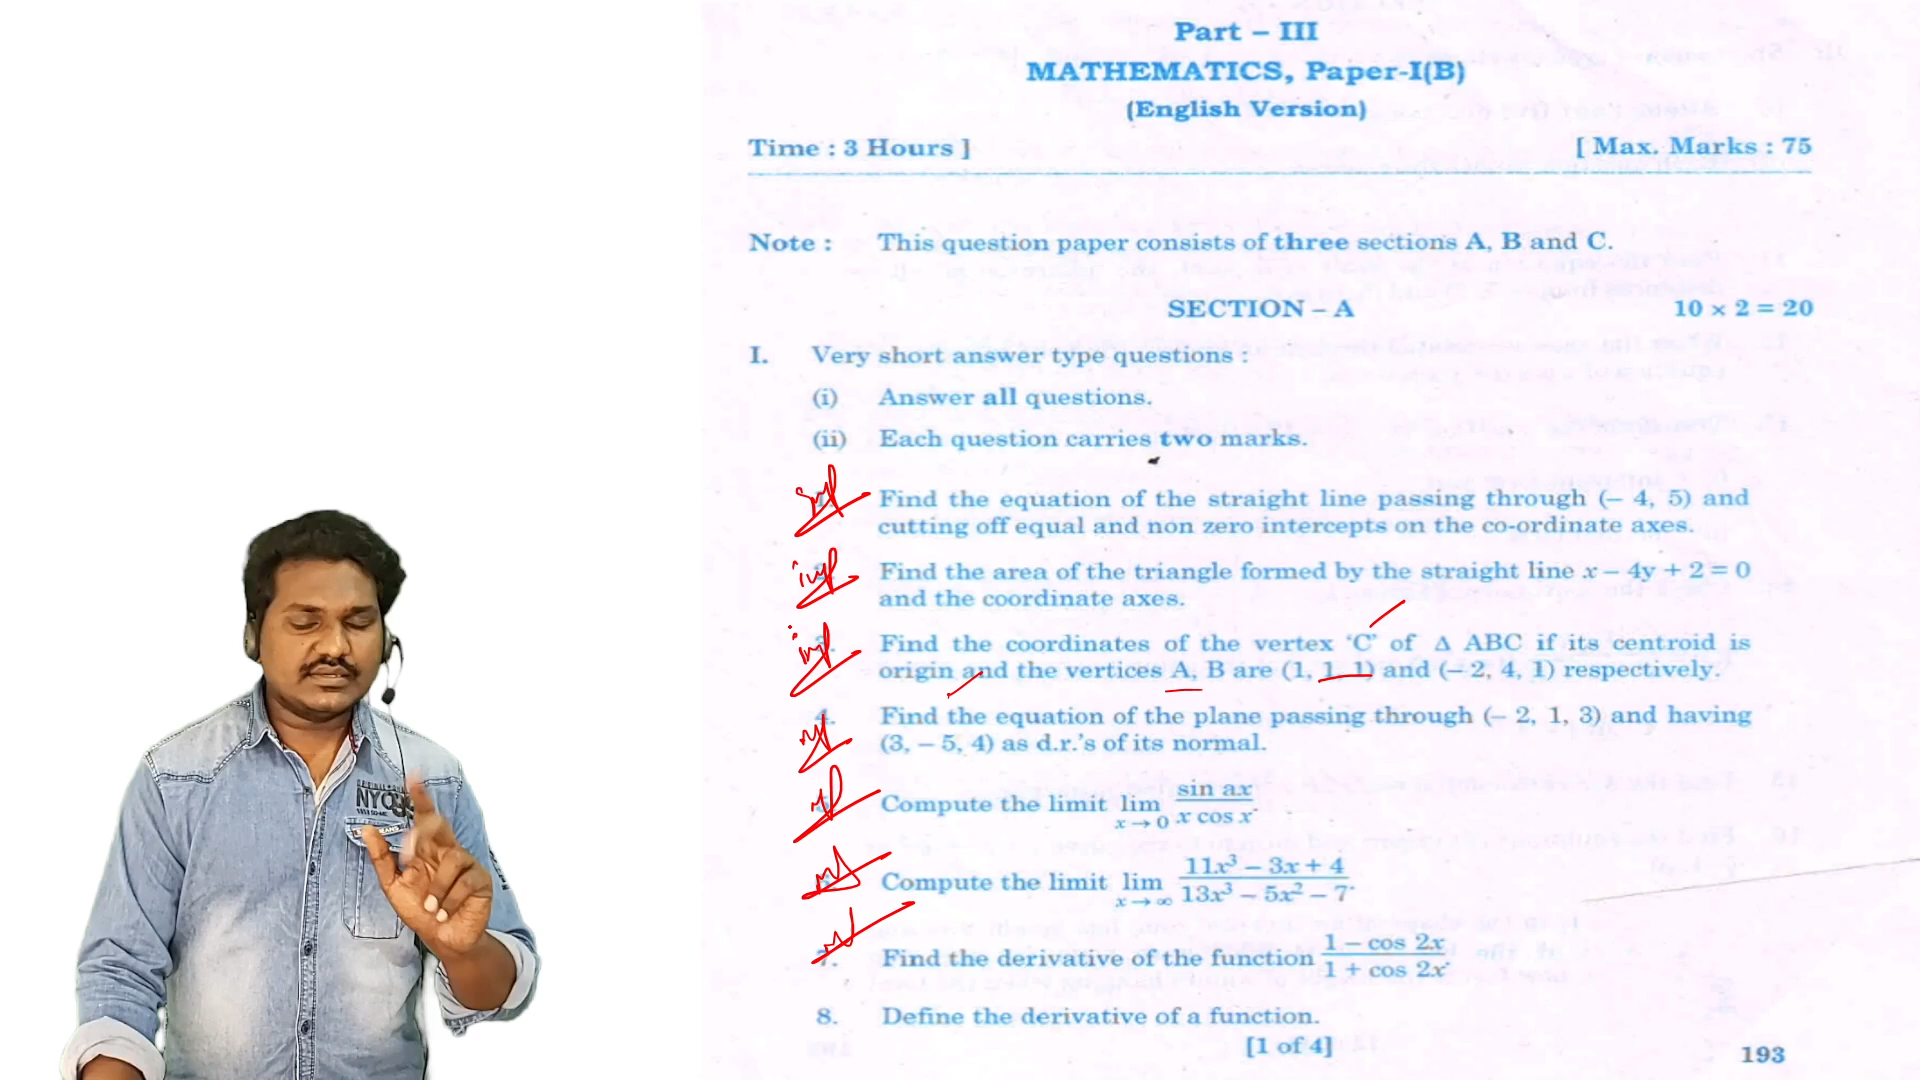 Part – III
MATHEMATICS, Paper-I(B)
(English Version)
Time : 3 Hours ] [ Max. Marks : 75
Note : This question paper consists of three sections A, B and C.
SECTION – A 10 × 2 = 20
I. Very short answer type questions :
(i) Answer all questions.
(ii) Each question carries two marks.
Find the equation of the straight line passing through (– 4, 5) and
cutting off equal and non zero intercepts on the co-ordinate axes.
imp Find the area of the triangle formed by the straight line x – 4y + 2 = 0
and the coordinate axes.
imp 3. Find the coordinates of the vertex ‘C’ of Δ ABC if its centroid is
origin and the vertices A, B are (1, 1, 1) and (– 2, 4, 1) respectively.
4. Find the equation of the plane passing through (– 2, 1, 3) and having
(3, – 5, 4) as d.r.'s of its normal.
Compute the limit lim x → 0 sin ax / x cos x.
Compute the limit lim x → ∞ 11x³ – 3x + 4 / 13x³ – 5x² – 7.
7. Find the derivative of the function 1 – cos 2x / 1 + cos 2x.
8. Define the derivative of a function.
[1 of 4]
193
NYC